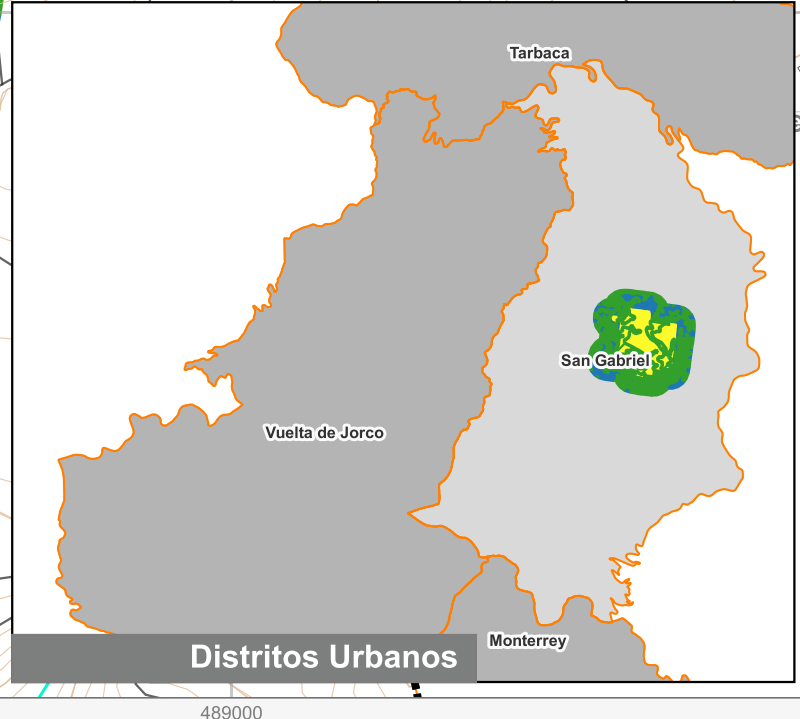 Tarbaca
San Gabriel
Vuelta de Jorco
Monterrey
Distritos Urbanos
489000